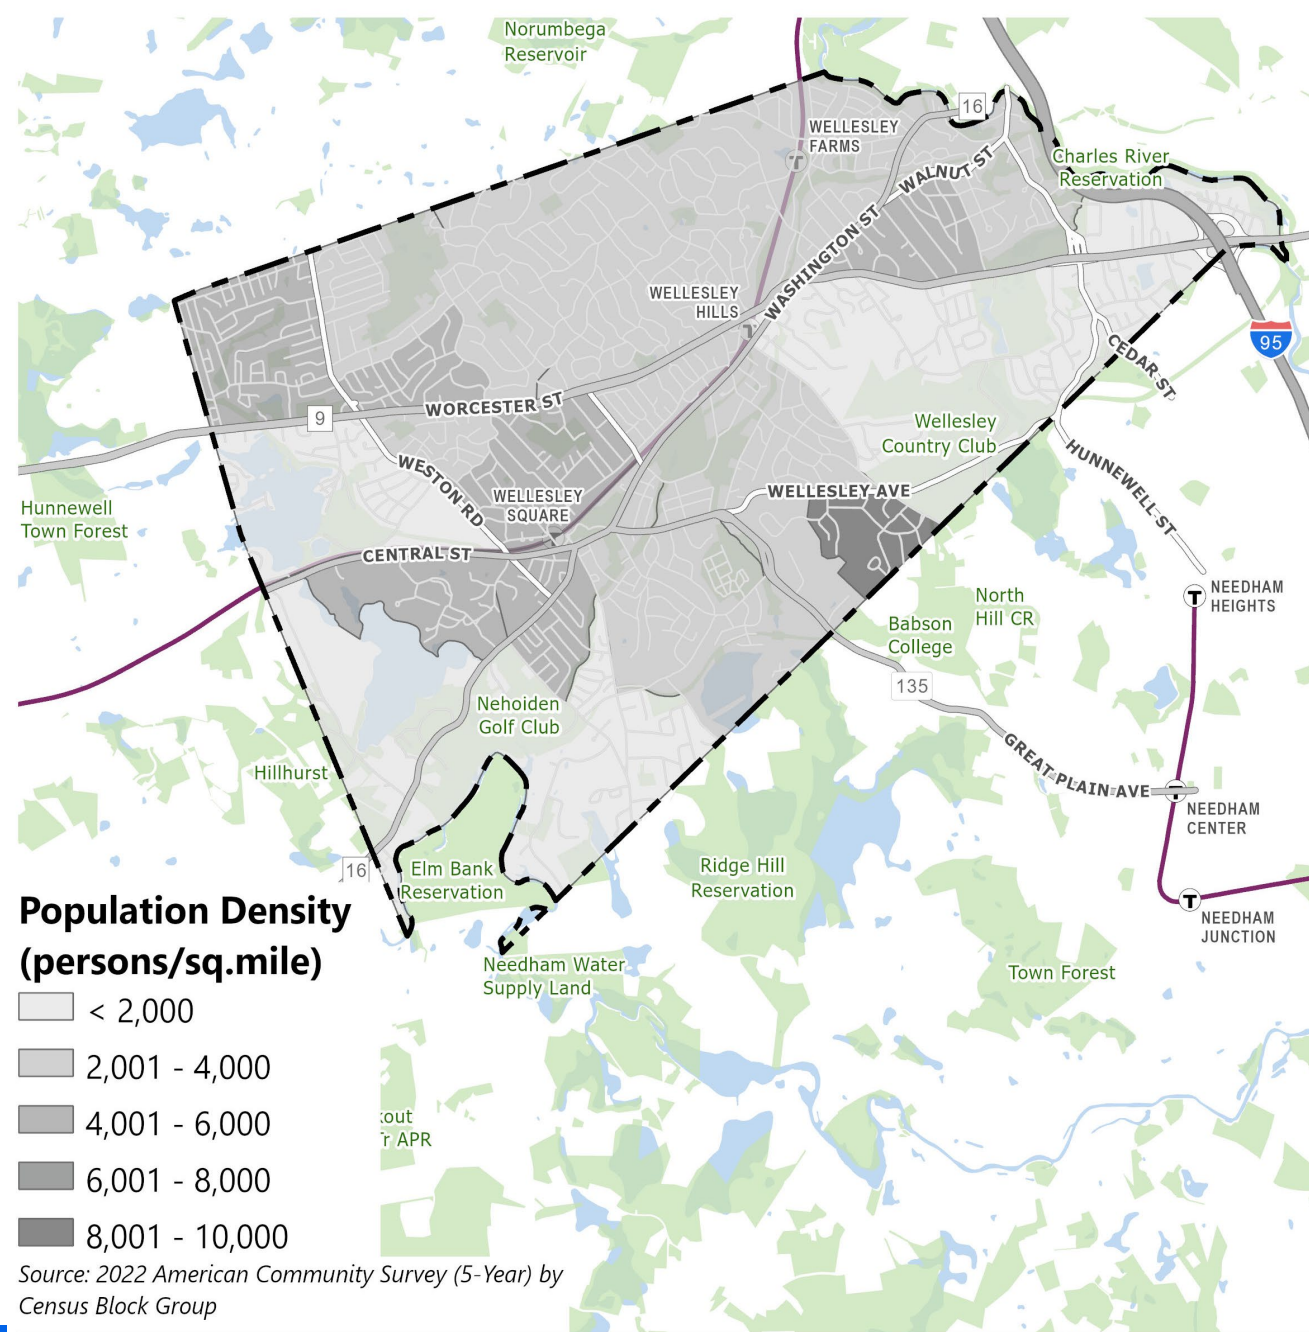 Norumbega
Reservoir
16
WELLESLEY
FARMS
T
WALNUT ST
Charles River
Reservation
WASHINGTON ST
WELLESLEY
HILLS
T
95
CEDAR ST
9
WORCESTER ST
Wellesley
Country Club
HUNNEWELL ST
WESTON RD
WELLESLEY
SQUARE
WELLESLEY AVE
Hunnewell
Town Forest
CENTRAL ST
North
Hill CR
T
NEEDHAM
HEIGHTS
Babson
College
135
Nehoiden
Golf Club
GREAT PLAIN AVE
Hillhurst
T
NEEDHAM
CENTER
16
Elm Bank
Reservation
Ridge Hill
Reservation
T
NEEDHAM
JUNCTION
Needham Water
Supply Land
Town Forest
kout
r APR
Population Density
(persons/sq.mile)
< 2,000
2,001 - 4,000
4,001 - 6,000
6,001 - 8,000
8,001 - 10,000
Source: 2022 American Community Survey (5-Year) by
Census Block Group